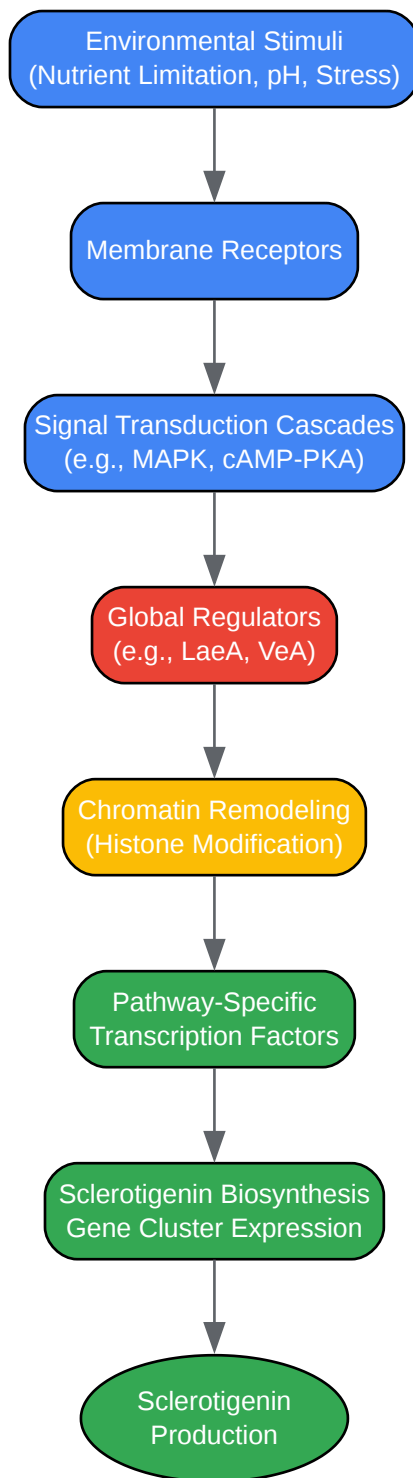 Environmental Stimuli
(Nutrient Limitation, pH, Stress)
Membrane Receptors
Signal Transduction Cascades
(e.g., MAPK, cAMP-PKA)
Global Regulators
(e.g., LaeA, VeA)
Chromatin Remodeling
(Histone Modification)
Pathway-Specific
Transcription Factors
Sclerotigenin Biosynthesis
Gene Cluster Expression
Sclerotigenin
Production